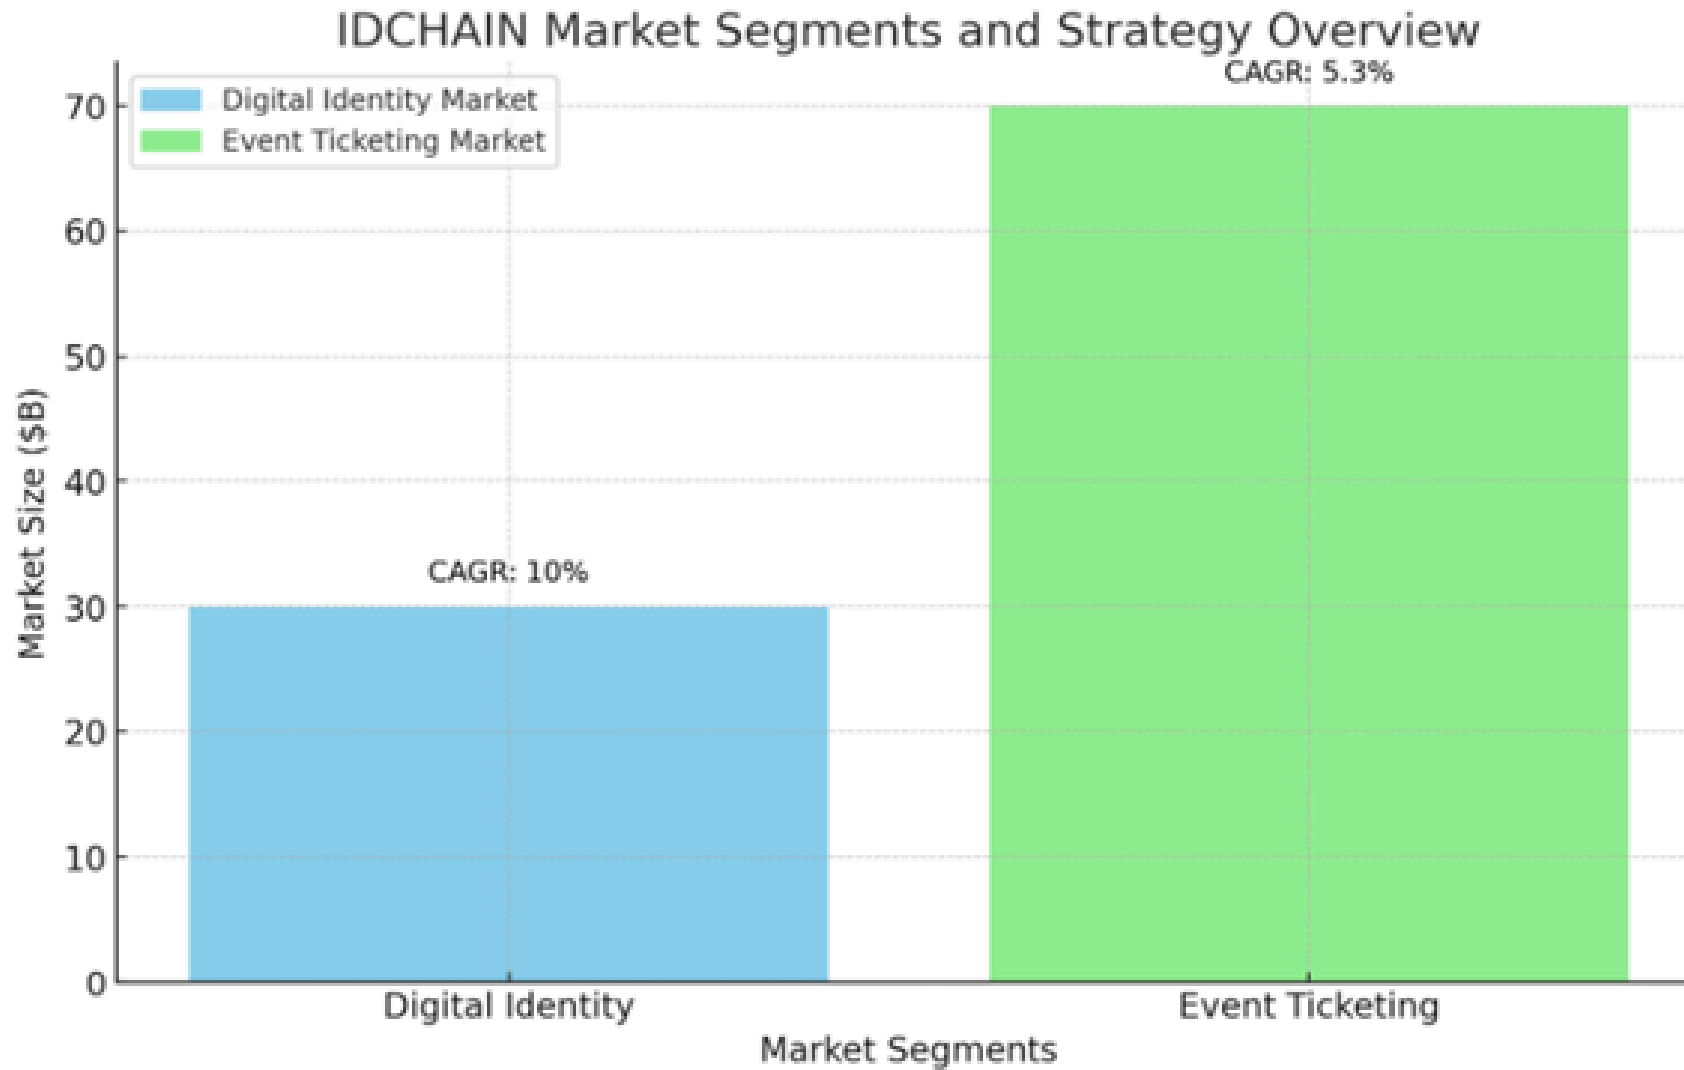 IDCHAIN Market Segments and Strategy Overview
CAGR: 5.3%
Digital Identity Market
Event Ticketing Market
70
60
50
40
30
20
10
0
Market Size ($B)
CAGR: 10%
Digital Identity
Event Ticketing
Market Segments